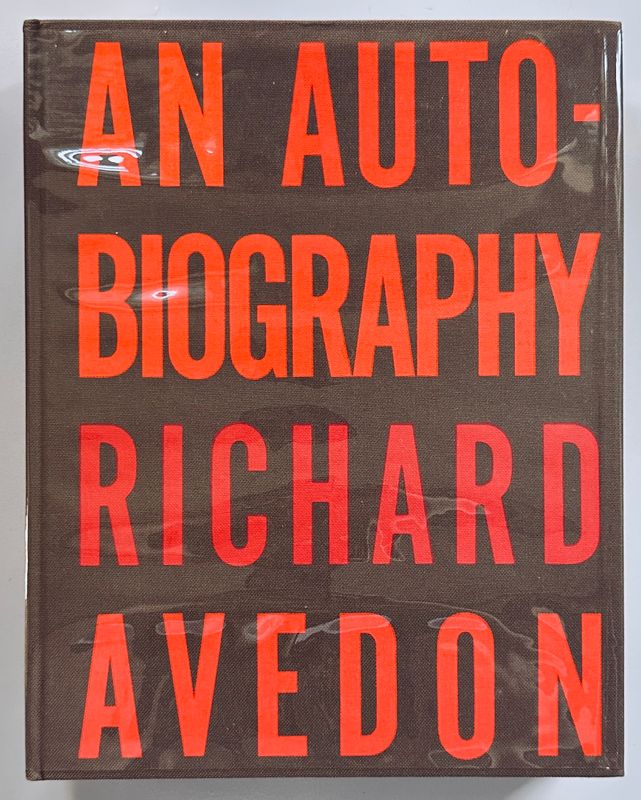 AN AUTO-
BIOGRAPHY
RICHARD
AVEDON